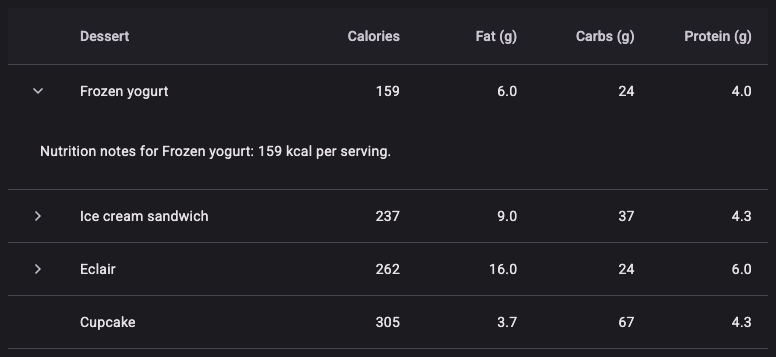 Dessert Calories Fat (g) Carbs (g) Protein (g)
Frozen yogurt 159 6.0 24 4.0
Nutrition notes for Frozen yogurt: 159 kcal per serving.
Ice cream sandwich 237 9.0 37 4.3
Eclair 262 16.0 24 6.0
Cupcake 305 3.7 67 4.3